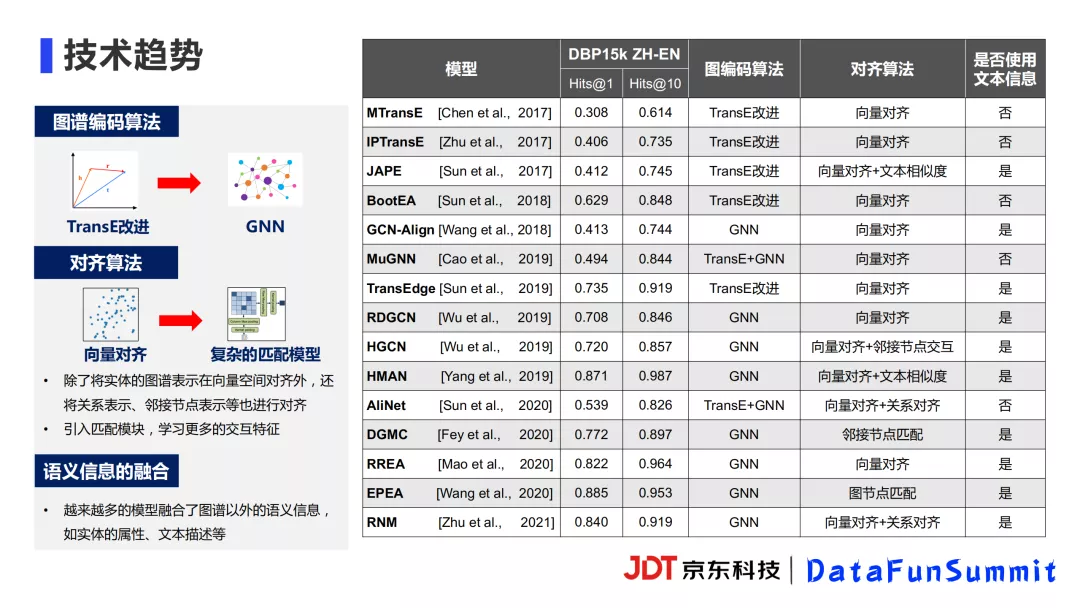 技术趋势
图谱编码算法
TransE改进
GNN
对齐算法
向量对齐
复杂的匹配模型
• 除了将实体的图谱表示在向量空间对齐外，还
将关系表示、邻接节点表示等也进行对齐
• 引入匹配模块，学习更多的交互特征
语义信息的融合
• 越来越多的模型融合了图谱以外的语义信息，
如实体的属性、文本描述等
模型 DBP15k ZH-EN 图编码算法 对齐算法 是否使用
文本信息
Hits@1 Hits@10
MTransE [Chen et al., 2017] 0.308 0.614 TransE改进 向量对齐 否
IPTransE [Zhu et al., 2017] 0.406 0.735 TransE改进 向量对齐 否
JAPE [Sun et al., 2017] 0.412 0.745 TransE改进 向量对齐+文本相似度 是
BootEA [Sun et al., 2018] 0.629 0.848 TransE改进 向量对齐 否
GCN-Align [Wang et al., 2018] 0.413 0.744 GNN 向量对齐 是
MuGNN [Cao et al., 2019] 0.494 0.844 TransE+GNN 向量对齐 否
TransEdge [Sun et al., 2019] 0.735 0.919 TransE改进 向量对齐 是
RDGCN [Wu et al., 2019] 0.708 0.846 GNN 向量对齐 是
HGCN [Wu et al., 2019] 0.720 0.857 GNN 向量对齐+邻接节点交互 是
HMAN [Yang et al., 2019] 0.871 0.987 GNN 向量对齐+文本相似度 是
AliNet [Sun et al., 2020] 0.539 0.826 TransE+GNN 向量对齐+关系对齐 否
DGMC [Fey et al., 2020] 0.772 0.897 GNN 邻接节点匹配 是
RREA [Mao et al., 2020] 0.822 0.964 GNN 向量对齐 是
EPEA [Wang et al., 2020] 0.885 0.953 GNN 图节点匹配 是
RNM [Zhu et al., 2021] 0.840 0.919 GNN 向量对齐+关系对齐 是
JDT 京东科技 | DataFunSummit